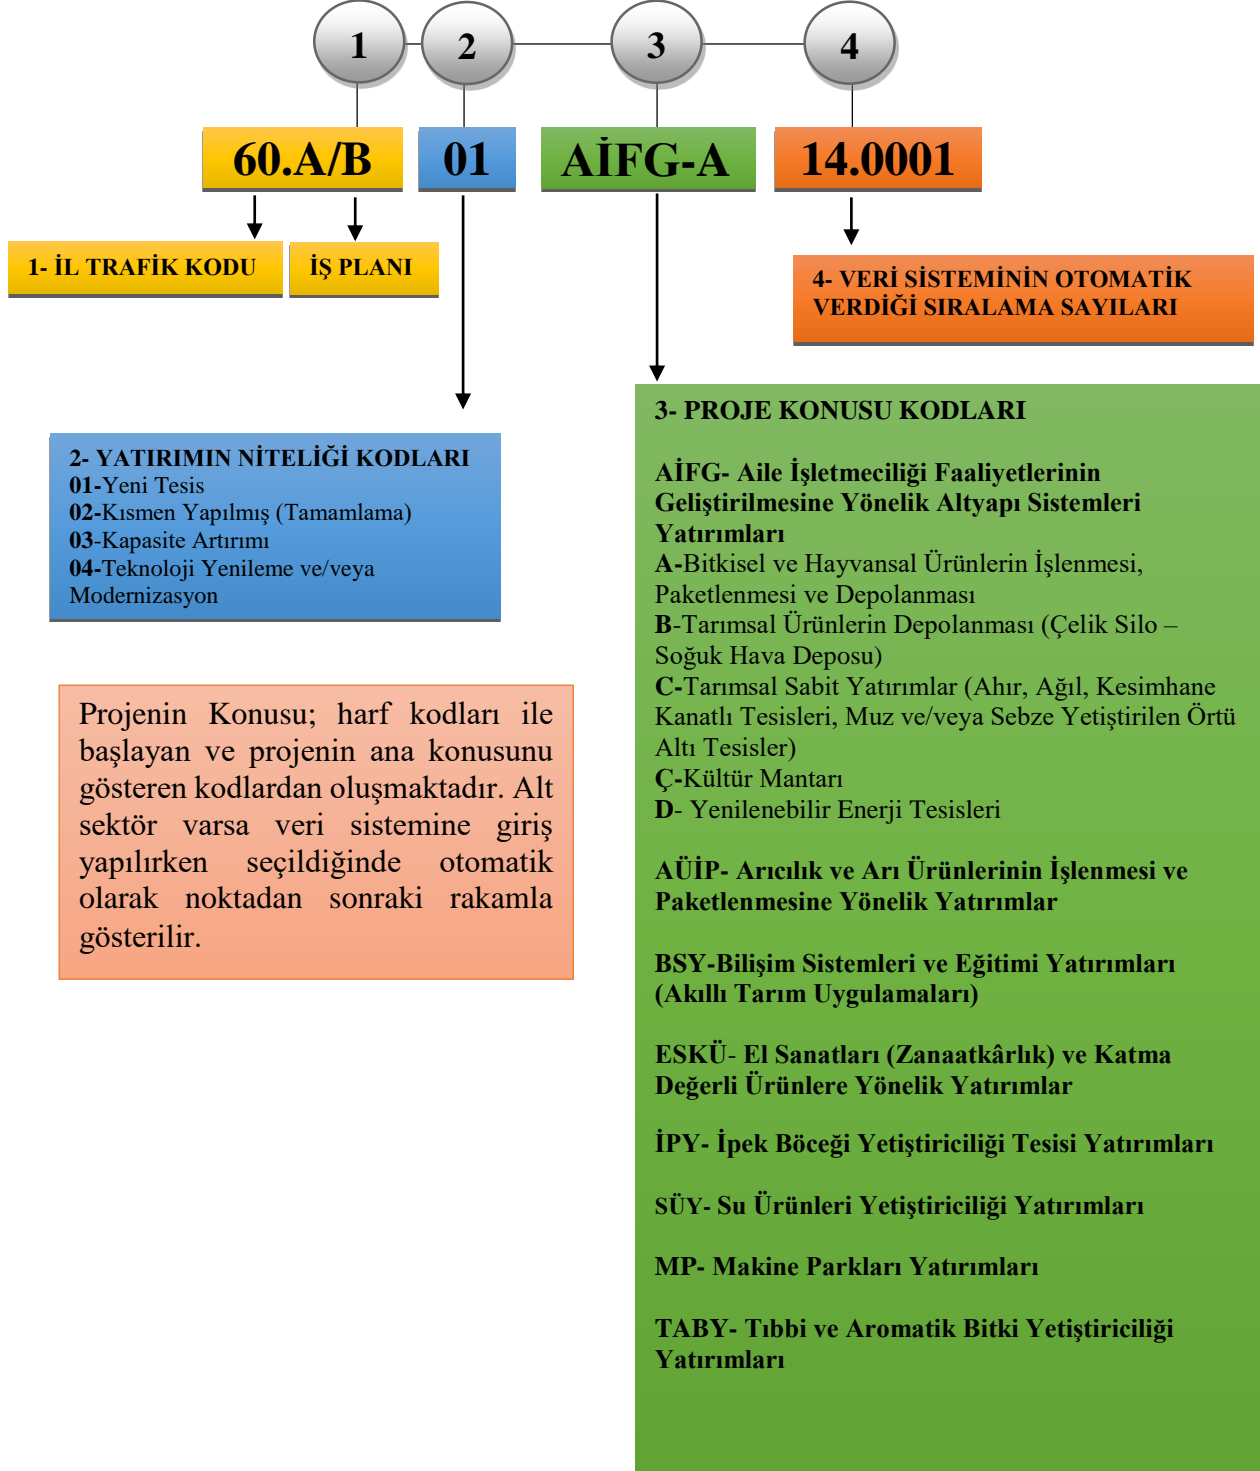 1 2 3 4
60.A/B 01 AİFG-A 14.0001
1- İL TRAFİK KODU
İŞ PLANI
4- VERİ SİSTEMİNİN OTOMATİK
VERDİĞİ SIRALAMA SAYILARI
2- YATIRIMIN NİTELİĞİ KODLARI
01-Yeni Tesis
02-Kısmen Yapılmış (Tamamlama)
03-Kapasite Artırımı
04-Teknoloji Yenileme ve/veya
Modernizasyon
Projenin Konusu; harf kodları ile
başlayan ve projenin ana konusunu
gösteren kodlardan oluşmaktadır. Alt
sektör varsa veri sistemine giriş
yapılırken seçildiğinde otomatik
olarak noktadan sonraki rakamla
gösterilir.
3- PROJE KONUSU KODLARI
AİFG- Aile İşletmeciliği Faaliyetlerinin
Geliştirilmesine Yönelik Altyapı Sistemleri
Yatırımları
A-Bitkisel ve Hayvansal Ürünlerin İşlenmesi,
Paketlenmesi ve Depolanması
B-Tarımsal Ürünlerin Depolanması (Çelik Silo –
Soğuk Hava Deposu)
C-Tarımsal Sabit Yatırımlar (Ahır, Ağıl, Kesimhane
Kanatlı Tesisleri, Muz ve/veya Sebze Yetiştirilen Örtü
Altı Tesisler)
Ç-Kültür Mantarı
D- Yenilenebilir Enerji Tesisleri
AÜİP- Arıcılık ve Arı Ürünlerinin İşlenmesi ve
Paketlenmesine Yönelik Yatırımlar
BSY-Bilişim Sistemleri ve Eğitimi Yatırımları
(Akıllı Tarım Uygulamaları)
ESKÜ- El Sanatları (Zanaatkârlık) ve Katma
Değerli Ürünlere Yönelik Yatırımlar
İPY- İpek Böceği Yetiştiriciliği Tesisi Yatırımları
SÜY- Su Ürünleri Yetiştiriciliği Yatırımları
MP- Makine Parkları Yatırımları
TABY- Tıbbi ve Aromatik Bitki Yetiştiriciliği
Yatırımları